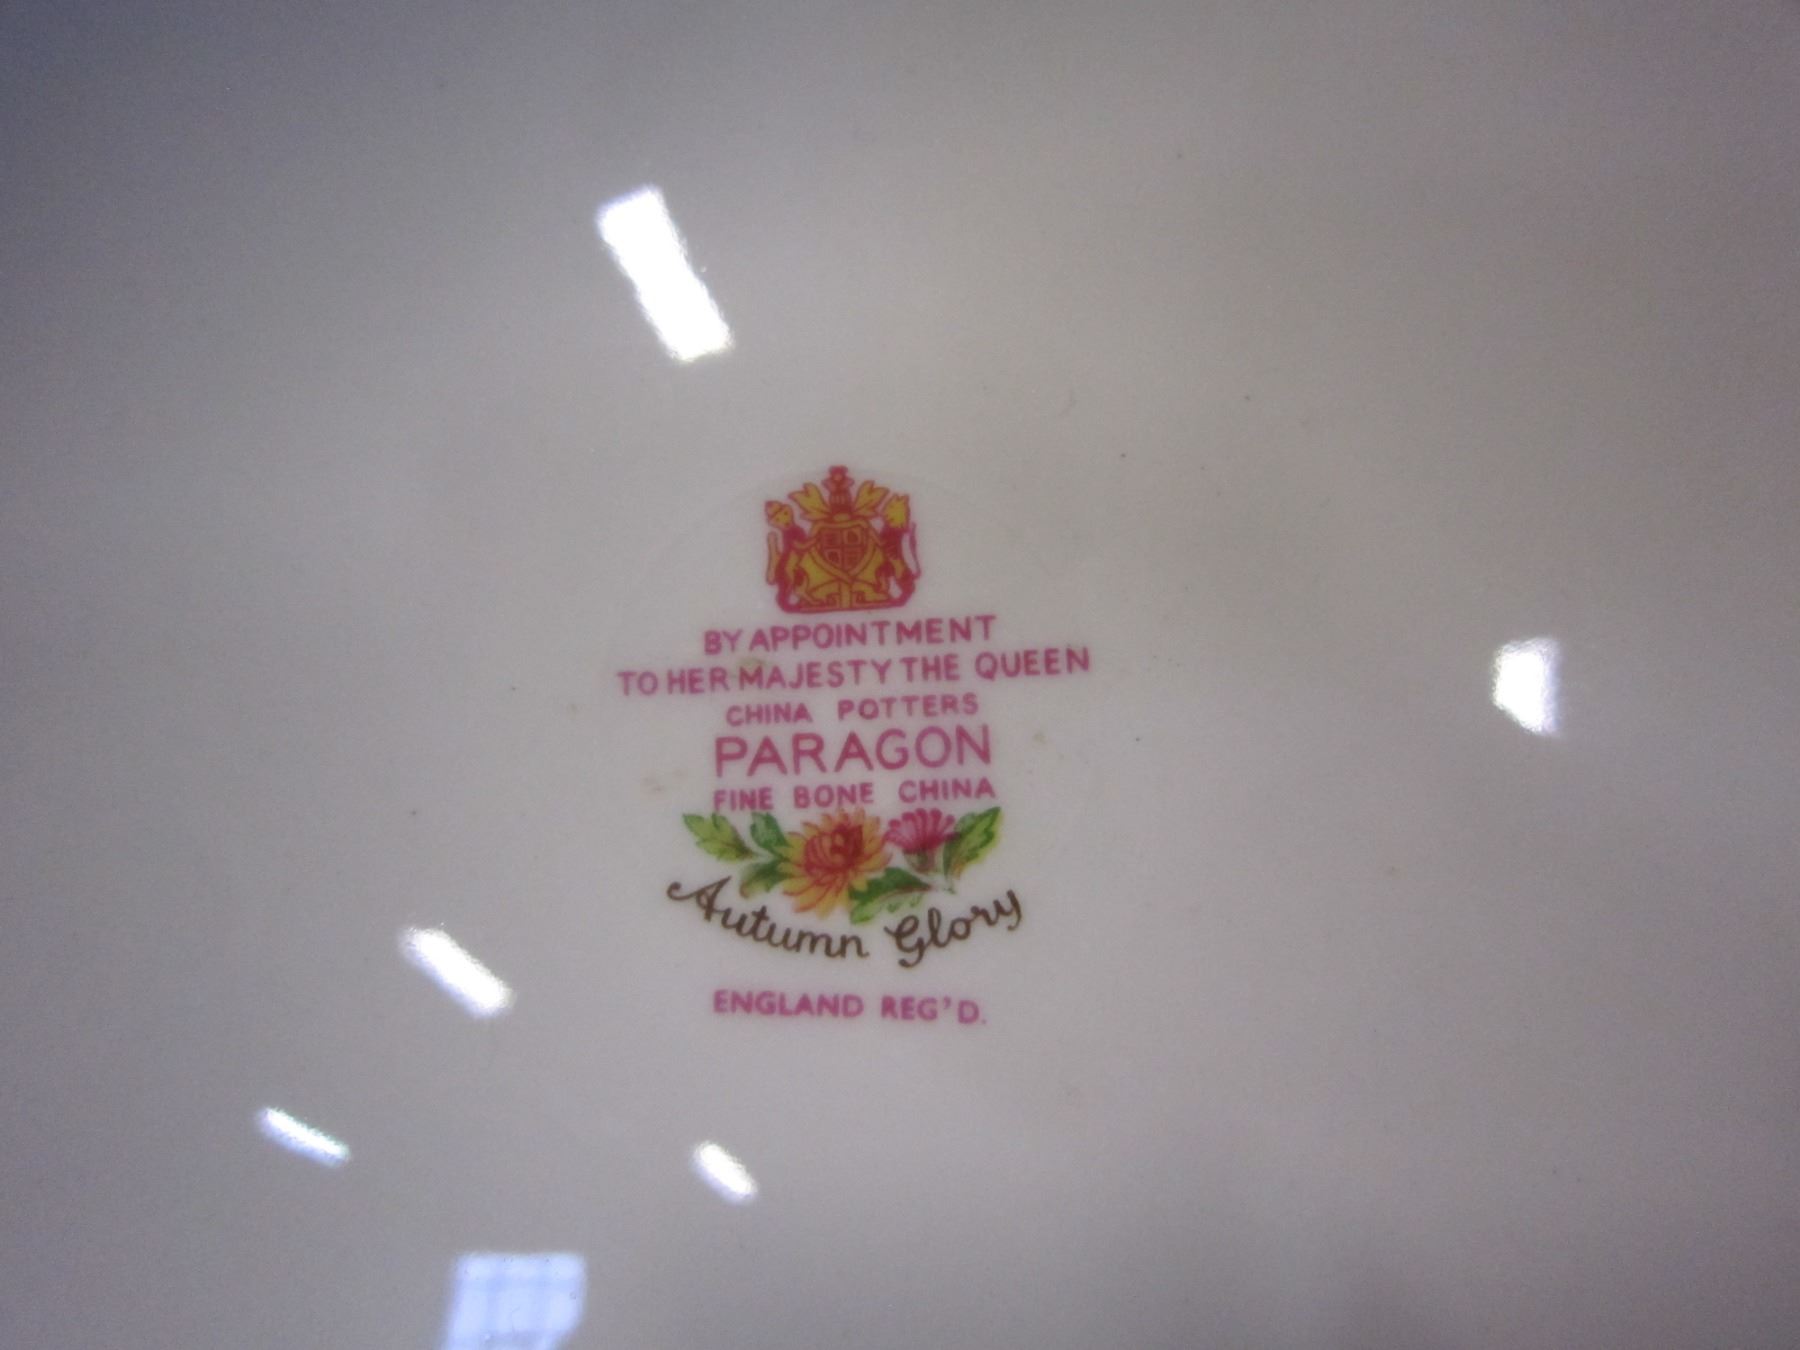 BY APPOINTMENT
TO HER MAJESTY THE QUEEN
CHINA POTTERS
PARAGON
FINE BONE CHINA
Autumn Glory
ENGLAND REG'D.